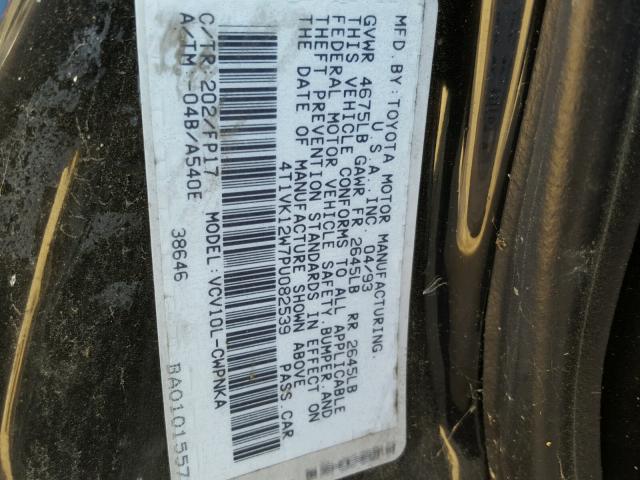 MFD. BY: TOYOTA MOTOR MANUFACTURING.
U.S.A., INC. 04/93
GVWR 4675LB GAWR FR 2645LB RR 2645LB
THIS VEHICLE CONFORMS TO ALL APPLICABLE
FEDERAL MOTOR VEHICLE SAFETY, BUMPER, AND
THEFT PREVENTION STANDARDS IN EFFECT ON
THE DATE OF MANUFACTURE SHOWN ABOVE
4T1VK12W7PU082539 PASS.CAR
C/TR: 202/FP17 MODEL: VCV10L-CWPNKA
A/TM: -04B/A540E
38646
BA0101557